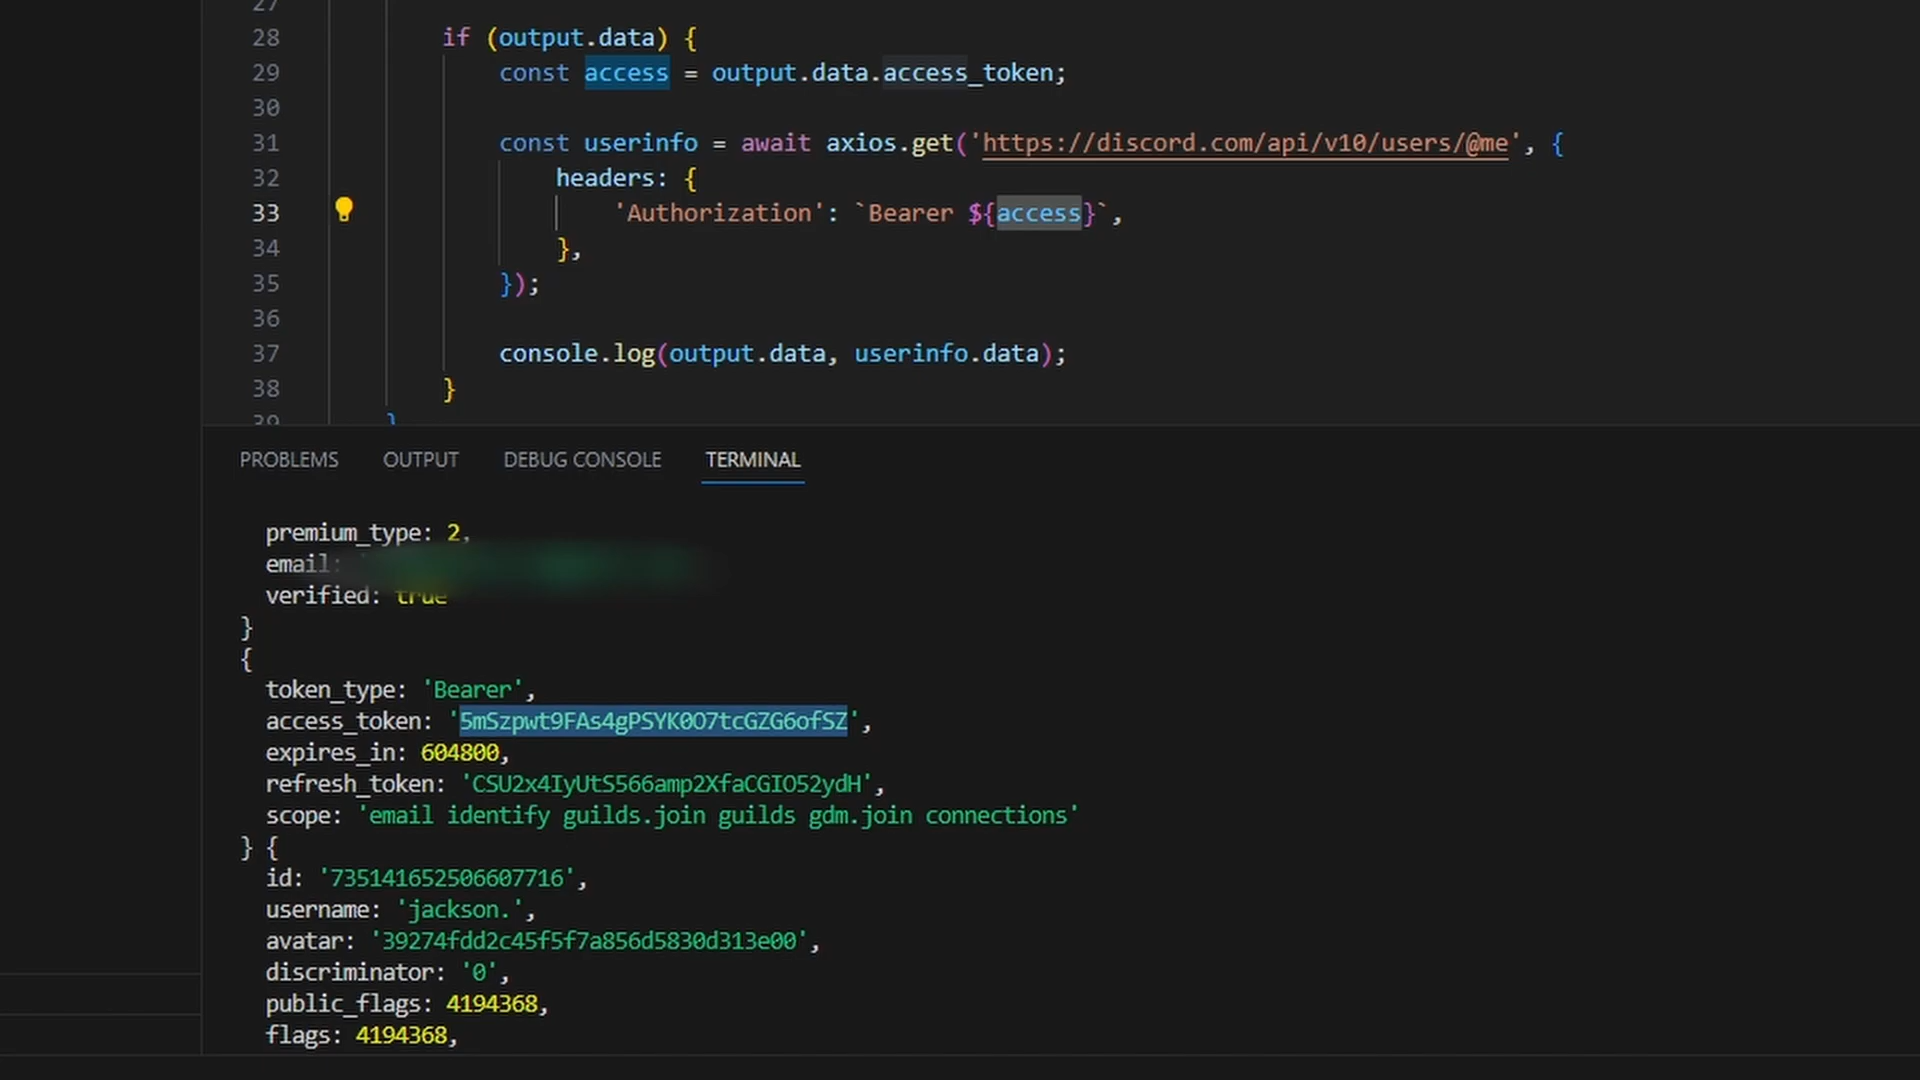 27
28 if (output.data) {
29 const access = output.data.access_token;
30
31 const userinfo = await axios.get('https://discord.com/api/v10/users/@me', {
32 headers: {
33 'Authorization': `Bearer ${access}`,
34 },
35 });
36
37 console.log(output.data, userinfo.data);
38 }
39 }
PROBLEMS OUTPUT DEBUG CONSOLE TERMINAL
premium_type: 2,
email:
verified: true
}
{
token_type: 'Bearer',
access_token: '5mSzpwt9FAs4gPSYK0O7tcGZG6ofSZ',
expires_in: 604800,
refresh_token: 'CSU2x4IyUtS566amp2XfaCGIO52ydH',
scope: 'email identify guilds.join guilds gdm.join connections'
} {
id: '735141652506607716',
username: 'jackson.',
avatar: '39274fdd2c45f5f7a856d5830d313e00',
discriminator: '0',
public_flags: 4194368,
flags: 4194368,